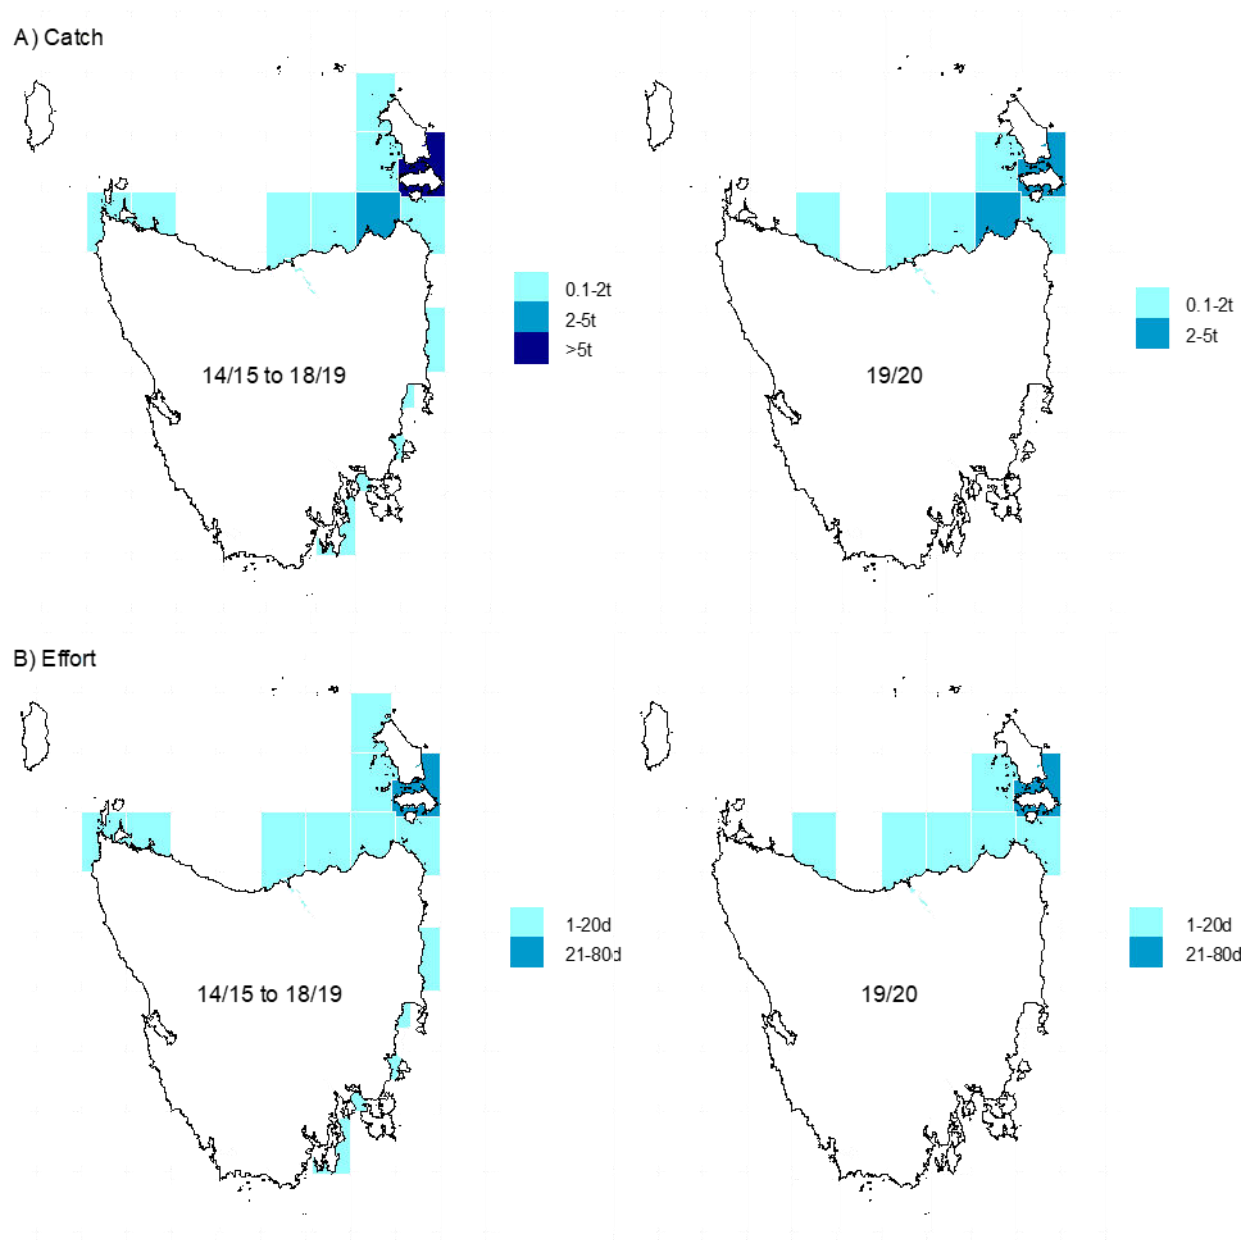 A) Catch
0.1-2t
2-5t
>5t
14/15 to 18/19
0.1-2t
2-5t
19/20
B) Effort
1-20d
21-80d
14/15 to 18/19
1-20d
21-80d
19/20